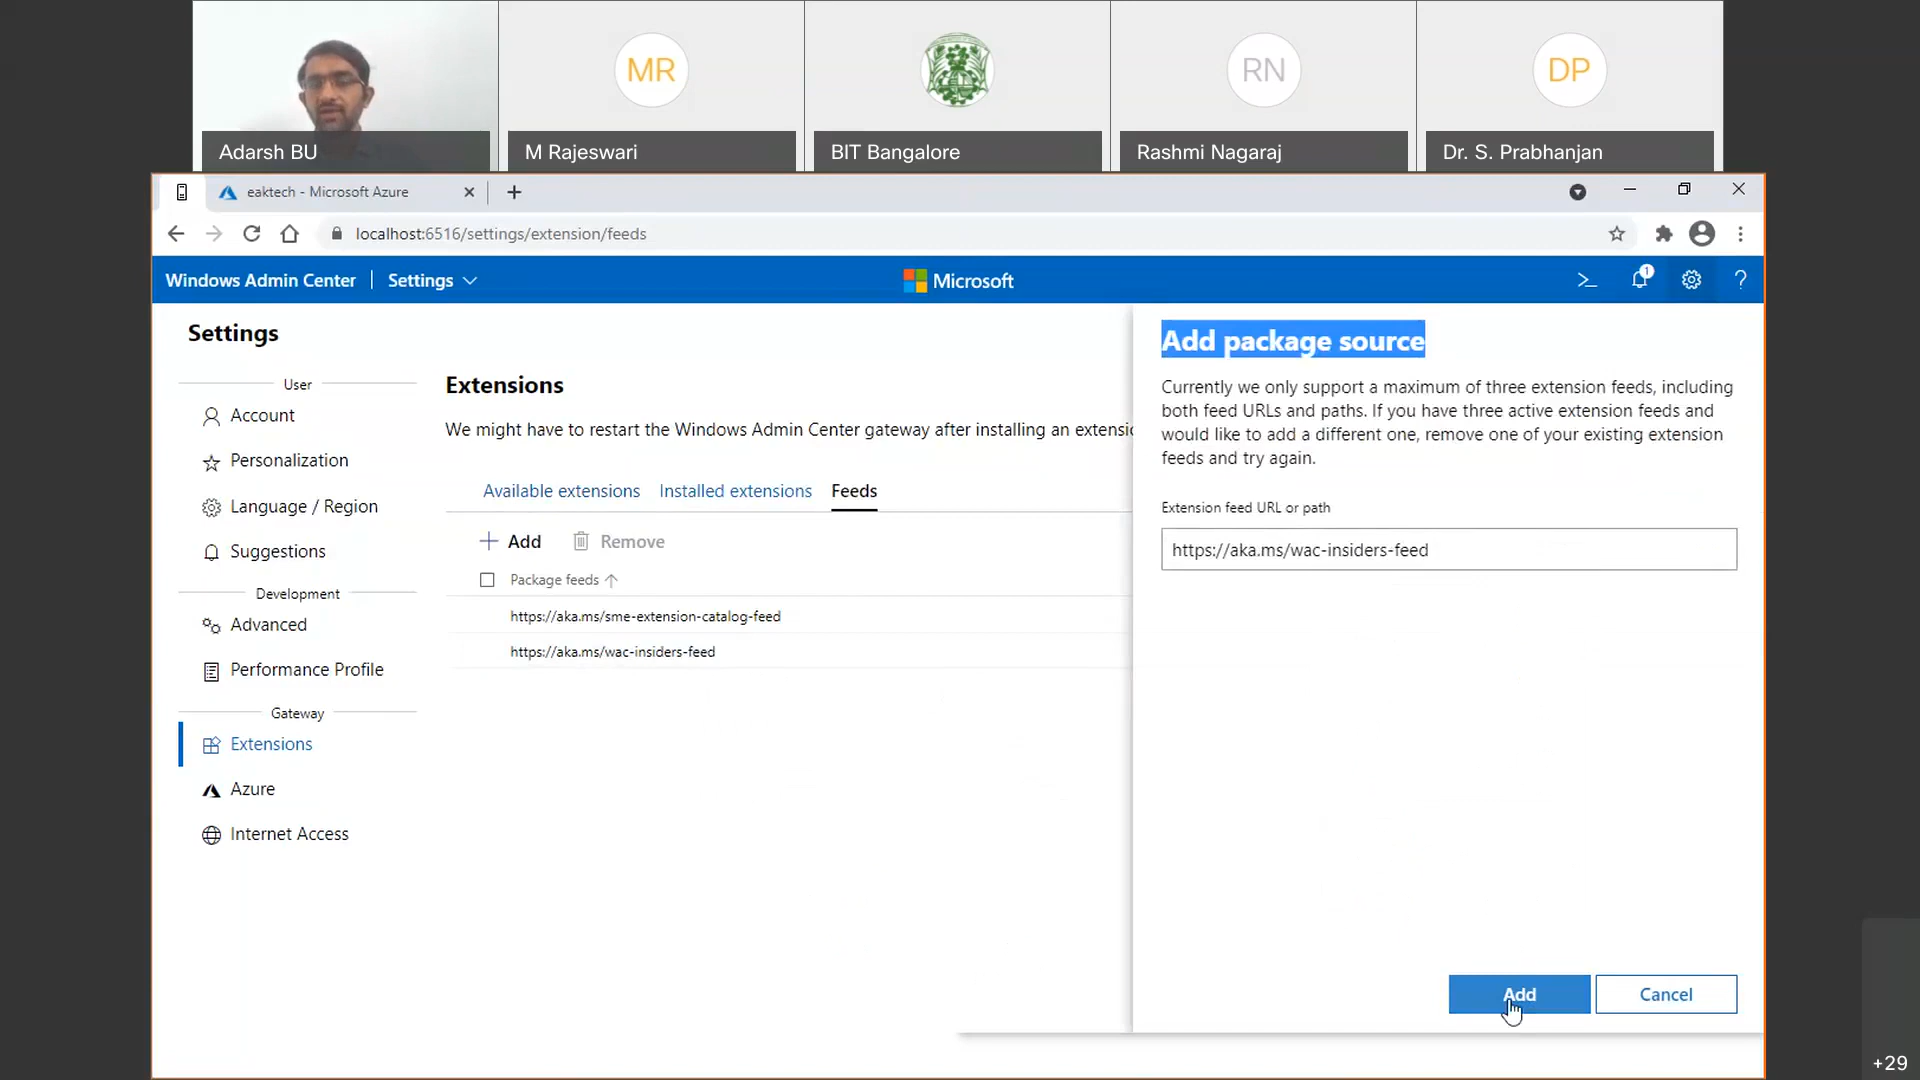 MR
RN
DP
Adarsh BU
M Rajeswari
BIT Bangalore
Rashmi Nagaraj
Dr. S. Prabhanjan
eaktech - Microsoft Azure
localhost:6516/settings/extension/feeds
Windows Admin Center
Settings
Microsoft
1
Settings
User
Account
Personalization
Language / Region
Suggestions
Development
Advanced
Performance Profile
Gateway
Extensions
Azure
Internet Access
Extensions
We might have to restart the Windows Admin Center gateway after installing an extensio
Available extensions
Installed extensions
Feeds
Add
Remove
Package feeds
https://aka.ms/sme-extension-catalog-feed
https://aka.ms/wac-insiders-feed
Add package source
Currently we only support a maximum of three extension feeds, including
both feed URLs and paths. If you have three active extension feeds and
would like to add a different one, remove one of your existing extension
feeds and try again.
Extension feed URL or path
https://aka.ms/wac-insiders-feed
Add
Cancel
+29